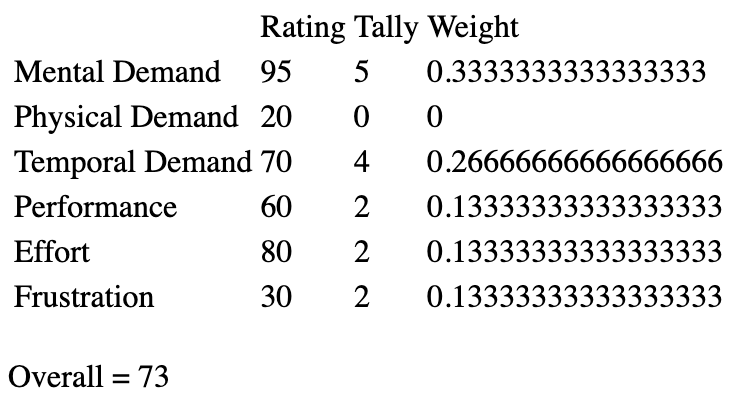 Rating Tally Weight
Mental Demand 95 5 0.3333333333333333
Physical Demand 20 0 0
Temporal Demand 70 4 0.26666666666666666
Performance 60 2 0.13333333333333333
Effort 80 2 0.13333333333333333
Frustration 30 2 0.13333333333333333
Overall = 73